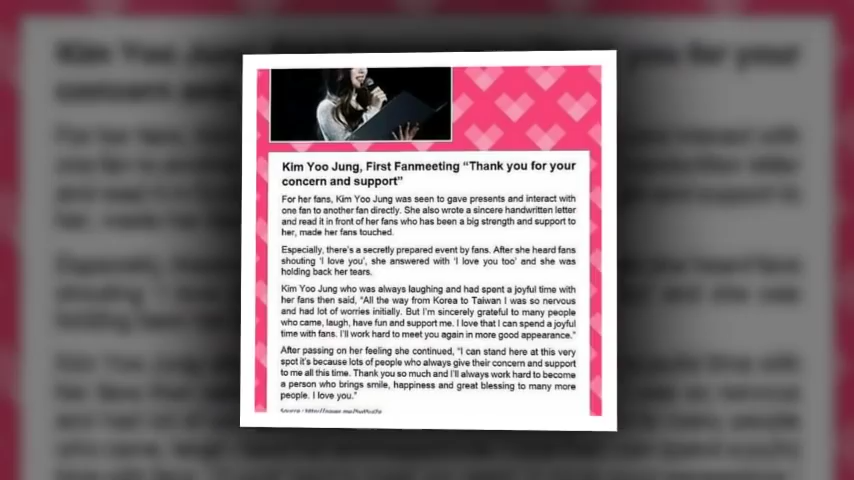 Kim Yoo Jung, First Fanmeeting “Thank you for your
concern and support”
For her fans, Kim Yoo Jung was seen to gave presents and interact with
one fan to another fan directly. She also wrote a sincere handwritten letter
and read it in front of her fans who has been a big strength and support to
her, made her fans touched.
Especially, there's a secretly prepared event by fans. After she heard fans
shouting ‘I love you’, she answered with ‘I love you too’ and she was
holding back her tears.
Kim Yoo Jung who was always laughing and had spent a joyful time with
her fans then said, “All the way from Korea to Taiwan I was so nervous
and had lot of worries initially. But I'm sincerely grateful to many people
who came, laugh, have fun and support me. I love that I can spend a joyful
time with fans. I'll work hard to meet you again in more good appearance.”
After passing on her feeling she continued, “I can stand here at this very
spot it's because lots of people who always give their concern and support
to me all this time. Thank you so much and I'll always work hard to become
a person who brings smile, happiness and great blessing to many more
people. I love you.”